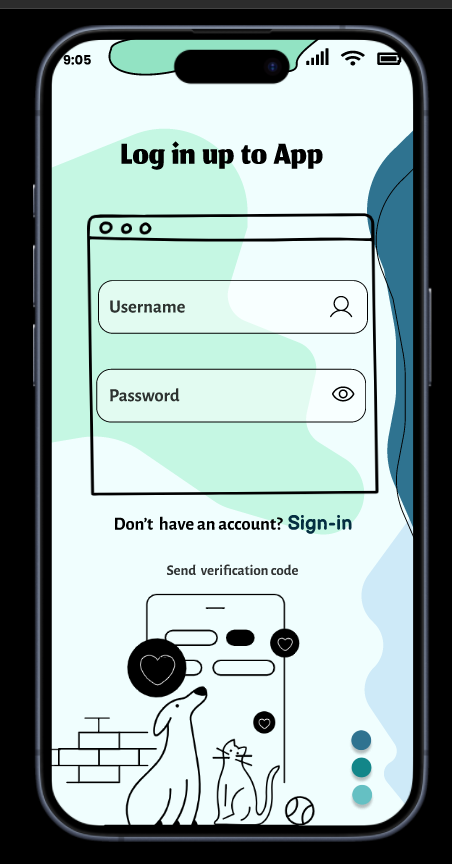 9:05
Log in up to App
Username
Password
Don't have an account? Sign-in
Send verification code